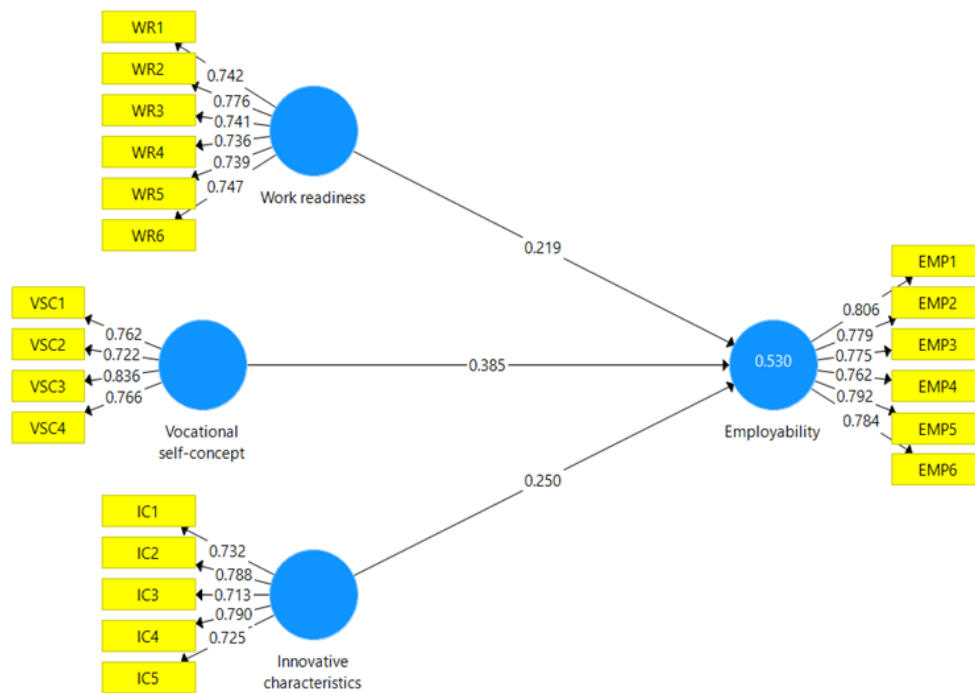 WR1
WR2
WR3
WR4
WR5
WR6
0.742
0.776
0.741
0.736
0.739
0.747
Work readiness
0.219
VSC1
VSC2
VSC3
VSC4
0.762
0.722
0.836
0.766
Vocational
self-concept
0.385
IC1
IC2
IC3
IC4
IC5
0.732
0.788
0.713
0.790
0.725
Innovative
characteristics
0.250
0.530
Employability
0.806
0.779
0.775
0.762
0.792
0.784
EMP1
EMP2
EMP3
EMP4
EMP5
EMP6